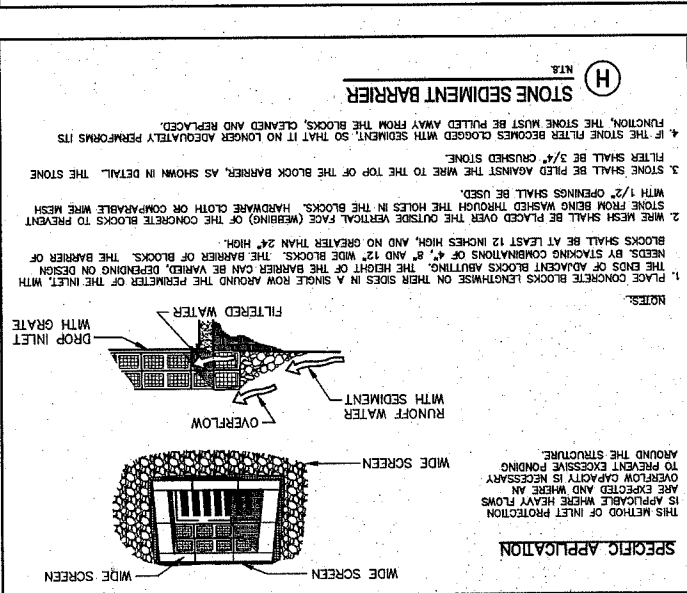 SPECIFIC APPLICATION
THIS METHOD OF INLET PROTECTION
IS APPLICABLE WHERE HEAVY FLOWS
ARE EXPECTED AND WHERE AN
OVERFLOW CAPACITY IS NECESSARY
TO PREVENT EXCESSIVE PONDING
AROUND THE STRUCTURE.
WIDE SCREEN
WIDE SCREEN
WIDE SCREEN
OVERFLOW
RUNOFF WATER
WITH SEDIMENT
FILTERED WATER
DROP INLET
WITH GRATE
NOTES:
1. PLACE CONCRETE BLOCKS LENGTHWISE ON THEIR SIDES IN A SINGLE ROW AROUND THE PERIMETER OF THE INLET, WITH
THE ENDS OF ADJACENT BLOCKS ABUTTING. THE HEIGHT OF THE BARRIER CAN BE VARIED, DEPENDING ON DESIGN
NEEDS, BY STACKING COMBINATIONS OF 4", 8" AND 12" WIDE BLOCKS. THE BARRIER OF
BLOCKS SHALL BE AT LEAST 12 INCHES HIGH, AND NO GREATER THAN 24" HIGH.
2. WIRE MESH SHALL BE PLACED OVER THE OUTSIDE VERTICAL FACE (WEBBING) OF THE CONCRETE BLOCKS TO PREVENT
STONE FROM BEING WASHED THROUGH THE HOLES IN THE BLOCKS. HARDWARE CLOTH OR COMPARABLE WIRE MESH
WITH 1/2" OPENINGS SHALL BE USED.
3. STONE SHALL BE PILED AGAINST THE WIRE TO THE TOP OF THE BLOCK BARRIER, AS SHOWN IN DETAIL. THE STONE
FILTER SHALL BE 3/4" CRUSHED STONE.
4. IF THE STONE FILTER BECOMES CLOGGED WITH SEDIMENT, SO THAT IT NO LONGER ADEQUATELY PERMFORMS ITS
FUNCTION, THE STONE MUST BE PULLED AWAY FROM THE BLOCKS, CLEANED AND REPLACED.
H
STONE SEDIMENT BARRIER
N.T.S.